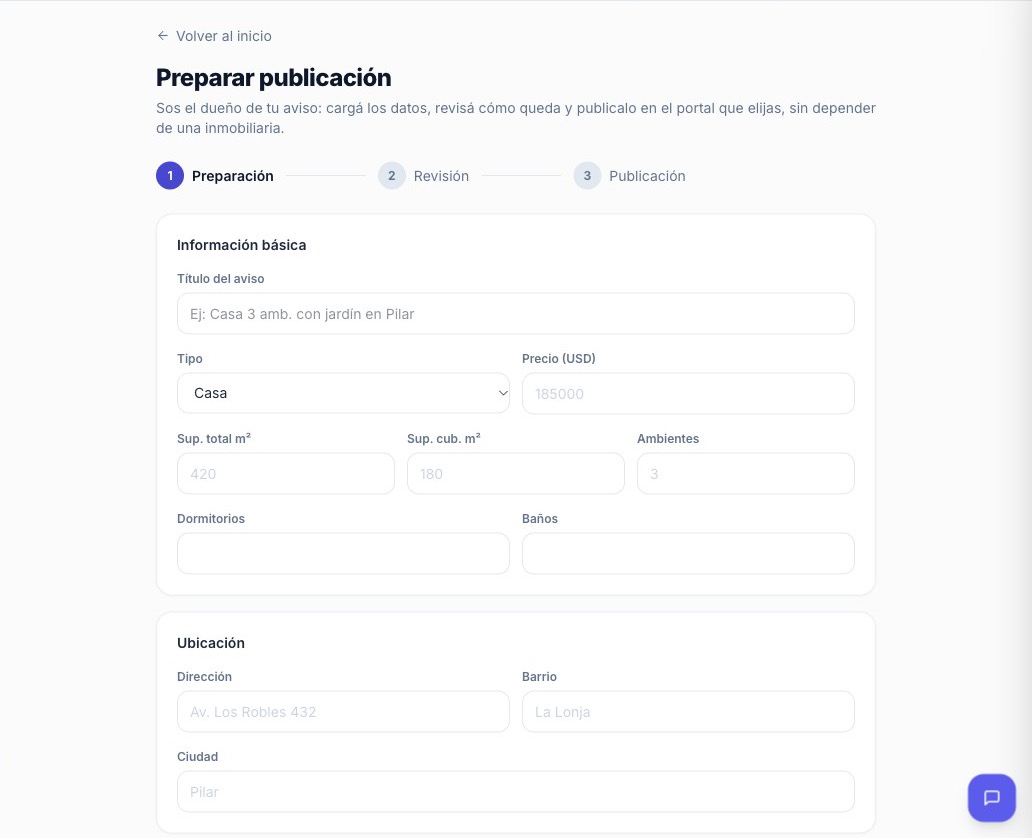 ← Volver al inicio
Preparar publicación
Sos el dueño de tu aviso: cargá los datos, revisá cómo queda y publicalo en el portal que elijas, sin depender
de una inmobiliaria.
1 Preparación 2 Revisión 3 Publicación
Información básica
Título del aviso
Ej: Casa 3 amb. con jardín en Pilar
Tipo Precio (USD)
Casa 185000
Sup. total m² Sup. cub. m² Ambientes
420 180 3
Dormitorios Baños
Ubicación
Dirección Barrio
Av. Los Robles 432 La Lonja
Ciudad
Pilar